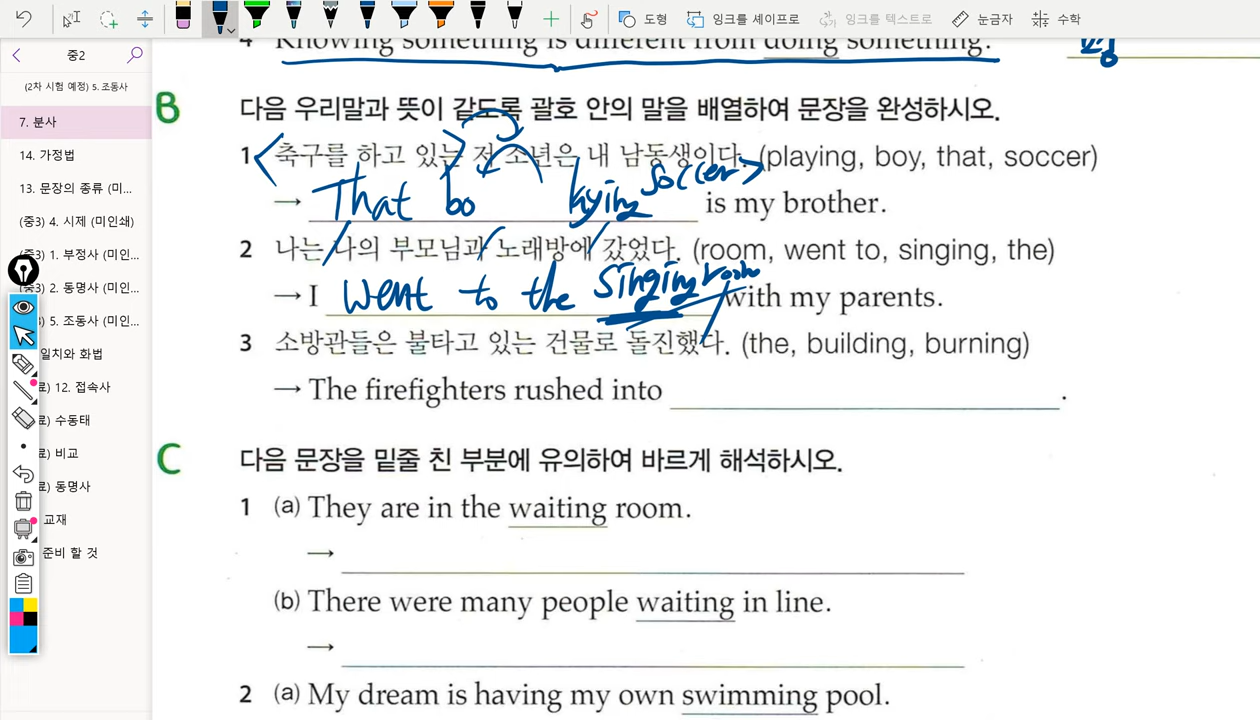 도형 잉크를 셰이프로 잉크를 텍스트로 눈금자 수학
중2
(2차 시험 예정) 5. 조동사
7. 분사
14. 가정법
13. 문장의 종류 (미...
(중3) 4. 시제 (미인쇄)
3) 1. 부정사 (미인...
3) 2. 동명사 (미인...
3) 5. 조동사 (미인...
일치와 화법
료) 12. 접속사
료) 수동태
료) 비교
료) 동명사
교재
준비 할 것
4 Knowing something is different from doing something.
B 다음 우리말과 뜻이 같도록 괄호 안의 말을 배열하여 문장을 완성하시오.
1 <축구를 하고 있는> 저 소년은 내 남동생이다. (playing, boy, that, soccer)
→ That bo soccer> is my brother.
2 나는 나의 부모님과 노래방에 갔었다. (room, went to, singing, the)
→ I went to the singing room with my parents.
3 소방관들은 불타고 있는 건물로 돌진했다. (the, building, burning)
→ The firefighters rushed into .
C 다음 문장을 밑줄 친 부분에 유의하여 바르게 해석하시오.
1 (a) They are in the waiting room.
→
(b) There were many people waiting in line.
→
2 (a) My dream is having my own swimming pool.